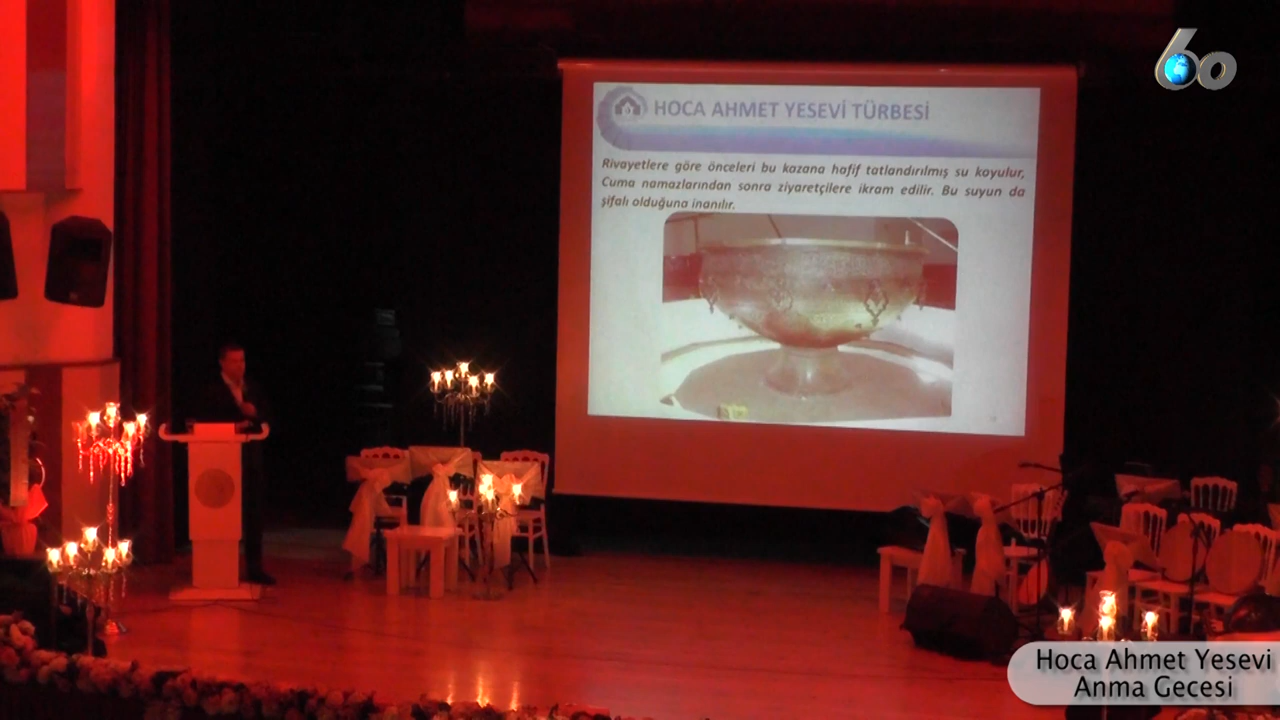 60
HOCA AHMET YESEVİ TÜRBESİ
Rivayetlere göre önceleri bu kazana hafif tatlandırılmış su koyulur,
Cuma namazlarından sonra ziyaretçilere ikram edilir. Bu suyun da
şifalı olduğuna inanılır.
Hoca Ahmet Yesevi
Anma Gecesi